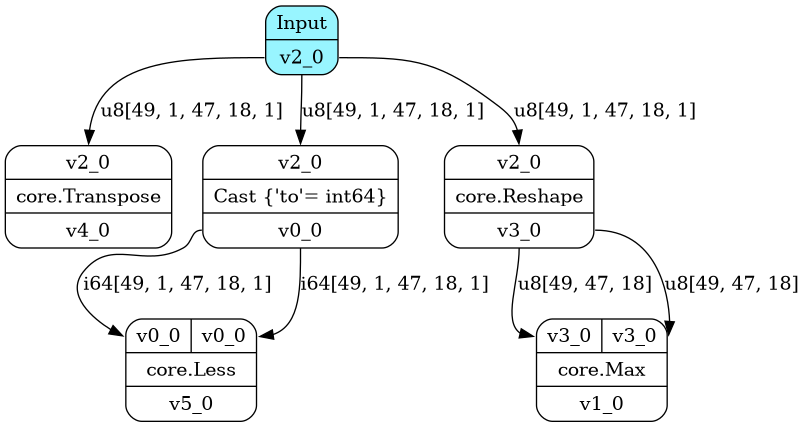 Input
v2_0
u8[49, 1, 47, 18, 1]
u8[49, 1, 47, 18, 1]
u8[49, 1, 47, 18, 1]
v2_0
core.Transpose
v4_0
v2_0
Cast {'to'= int64}
v0_0
v2_0
core.Reshape
v3_0
i64[49, 1, 47, 18, 1]
i64[49, 1, 47, 18, 1]
u8[49, 47, 18]
u8[49, 47, 18]
v0_0 v0_0
core.Less
v5_0
v3_0 v3_0
core.Max
v1_0